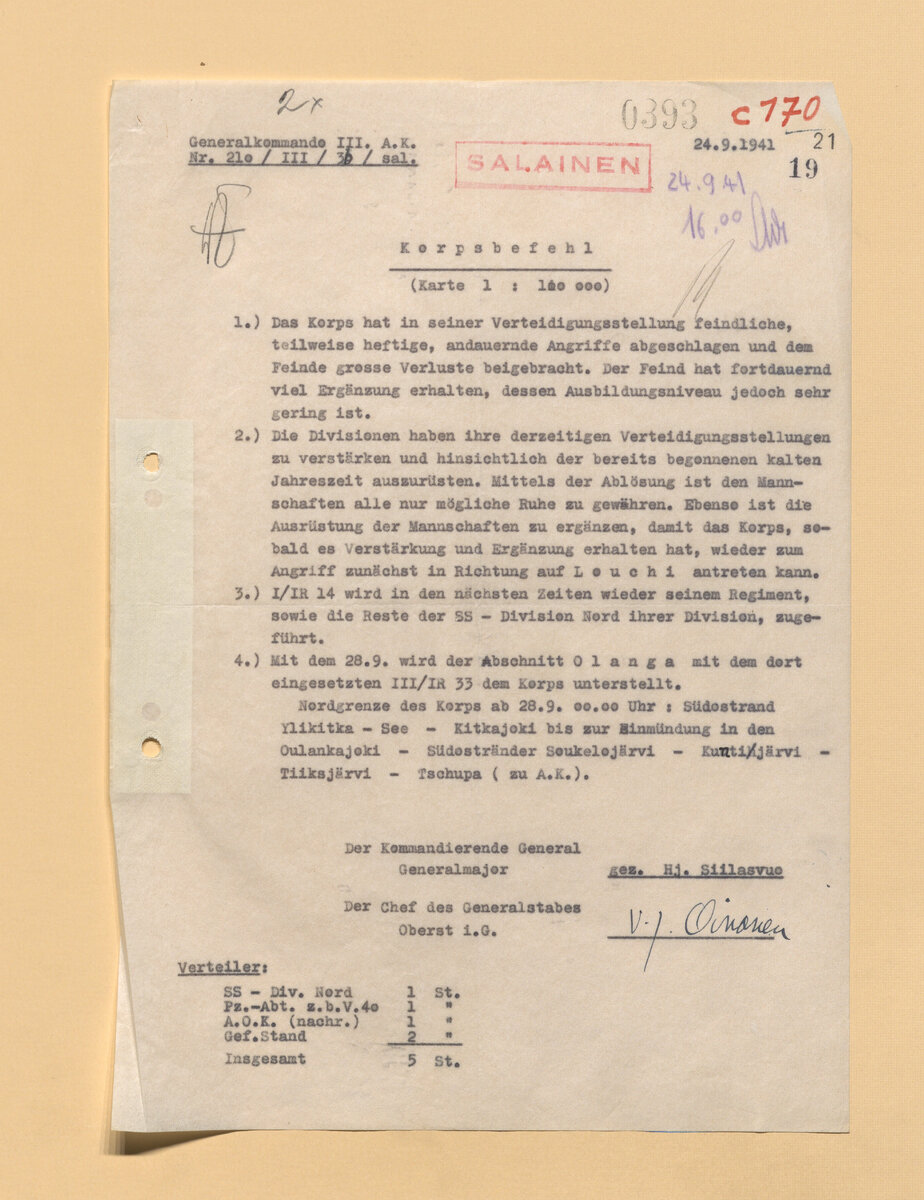 2x
0393 c 170
Generalkommando III. A.K. 24.9.1941 21
Nr. 21o / III / 3b / sal. SALAINEN 19
24.9.41
16.00
K o r p s b e f e h l
(Karte 1 : 1oo ooo)
1.) Das Korps hat in seiner Verteidigungsstellung feindliche,
teilweise heftige, andauernde Angriffe abgeschlagen und dem
Feinde grosse Verluste beigebracht. Der Feind hat fortdauernd
viel Ergänzung erhalten, dessen Ausbildungsniveau jedoch sehr
gering ist.
2.) Die Divisionen haben ihre derzeitigen Verteidigungsstellungen
zu verstärken und hinsichtlich der bereits begonnenen kalten
Jahreszeit auszurüsten. Mittels der Ablösung ist den Mann-
schaften alle nur mögliche Ruhe zu gewähren. Ebenso ist die
Ausrüstung der Mannschaften zu ergänzen, damit das Korps, so-
bald es Verstärkung und Ergänzung erhalten hat, wieder zum
Angriff zunächst in Richtung auf L o u c h i antreten kann.
3.) I/IR 14 wird in den nächsten Zeiten wieder seinem Regiment,
sowie die Reste der SS - Division Nord ihrer Division, zuge-
führt.
4.) Mit dem 28.9. wird der Abschnitt O l a n g a mit dem dort
eingesetzten III/IR 33 dem Korps unterstellt.
Nordgrenze des Korps ab 28.9. oo.oo Uhr : Südostrand
Ylikitka - See - Kitkajoki bis zur Einmündung in den
Oulankajoki - Südostränder Soukelojärvi - Kuntijärvi -
Tiiksjärvi - Tschupa ( zu A.K.).
Der Kommandierende General
Generalmajor gez. Hj. Siilasvuo
Der Chef des Generalstabes
Oberst i.G. V.J. Oinonen
Verteiler:
SS - Div. Nord 1 St.
Pz.-Abt. z.b.V.4o 1 "
A.O.K. (nachr.) 1 "
Gef.Stand 2 "
Insgesamt 5 St.